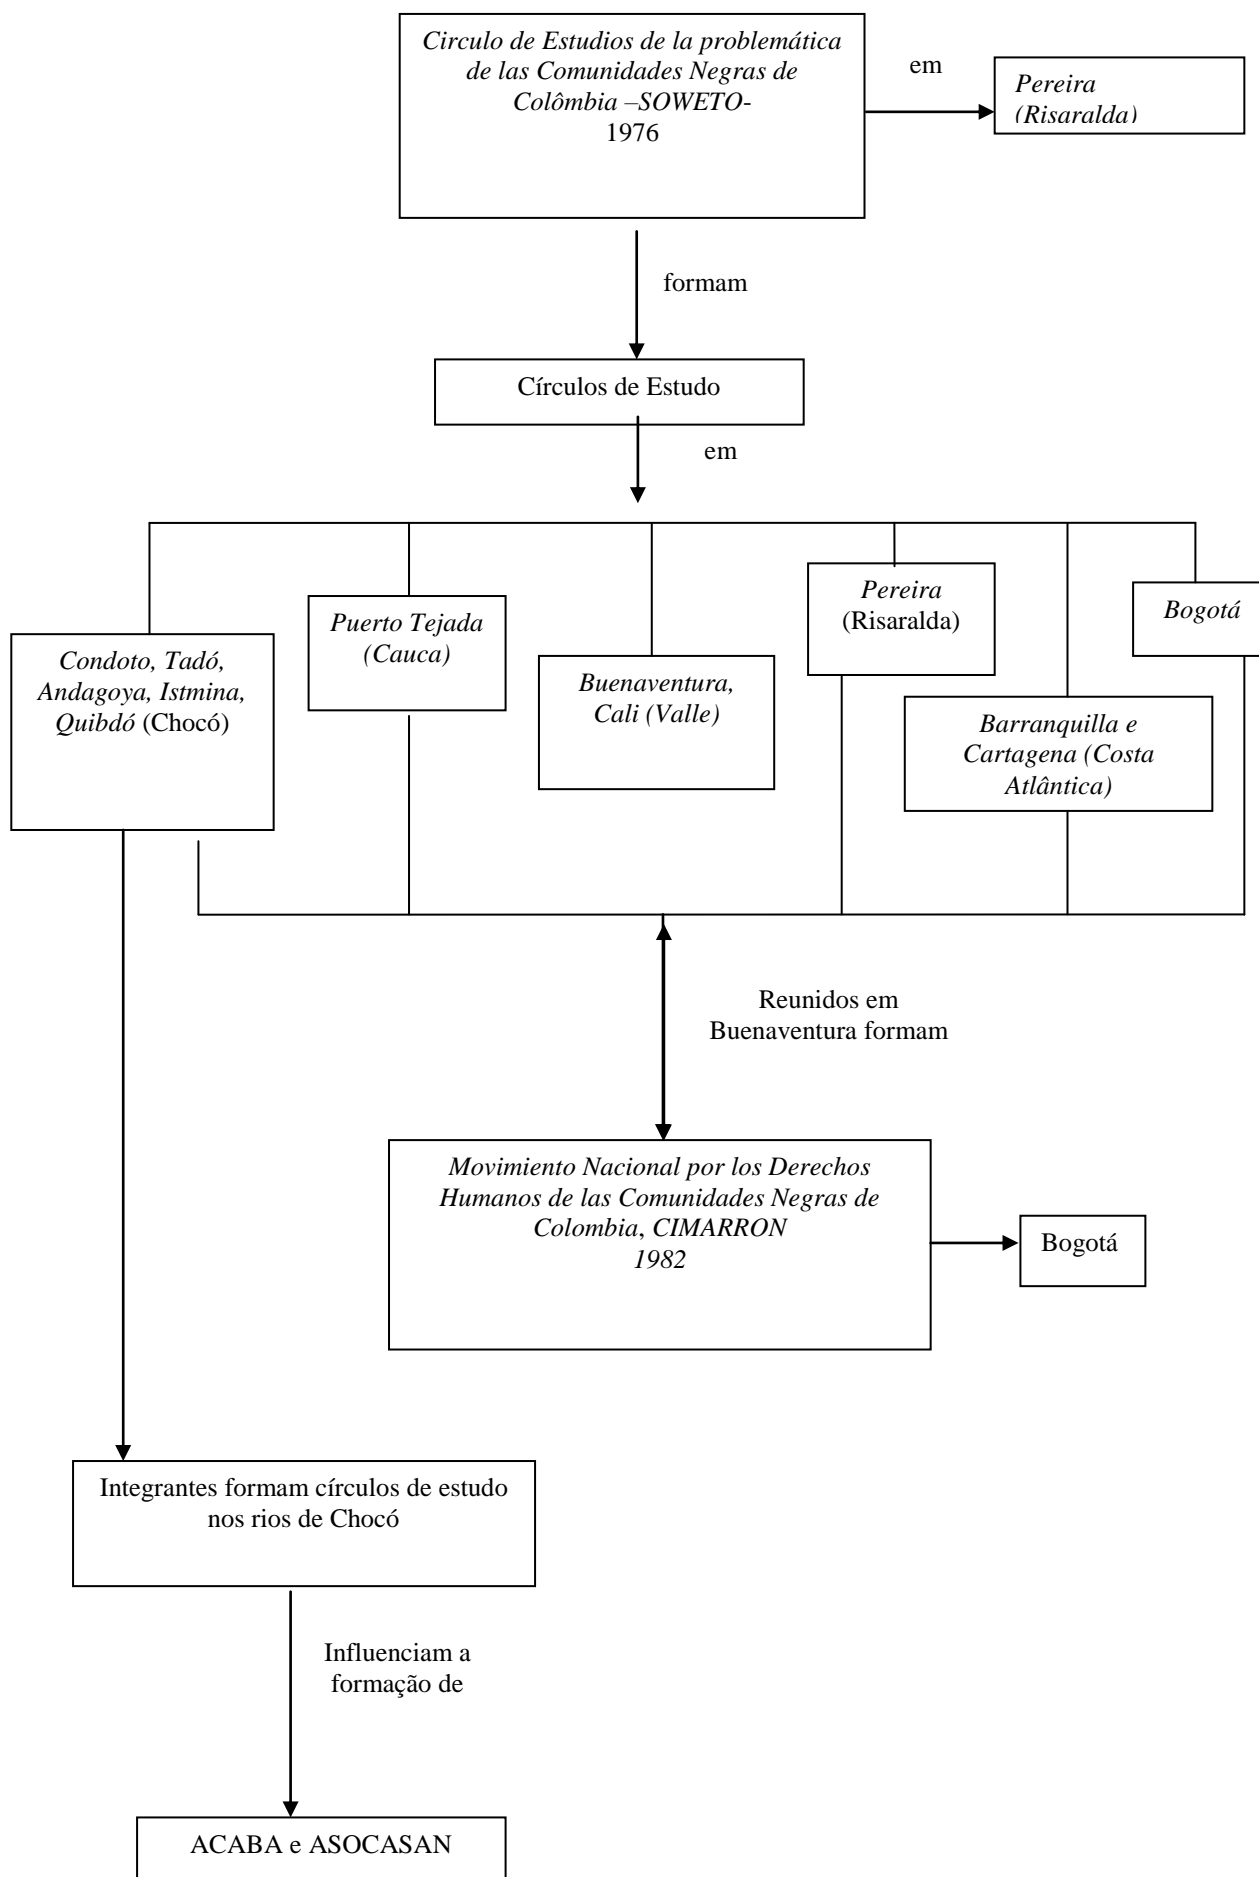 Circulo de Estudios de la problemática
de las Comunidades Negras de
Colômbia –SOWETO-
1976
em
Pereira
(Risaralda)
formam
Círculos de Estudo
em
Condoto, Tadó,
Andagoya, Istmina,
Quibdó (Chocó)
Puerto Tejada
(Cauca)
Buenaventura,
Cali (Valle)
Pereira
(Risaralda)
Barranquilla e
Cartagena (Costa
Atlântica)
Bogotá
Reunidos em
Buenaventura formam
Movimiento Nacional por los Derechos
Humanos de las Comunidades Negras de
Colombia, CIMARRON
1982
Bogotá
Integrantes formam círculos de estudo
nos rios de Chocó
Influenciam a
formação de
ACABA e ASOCASAN